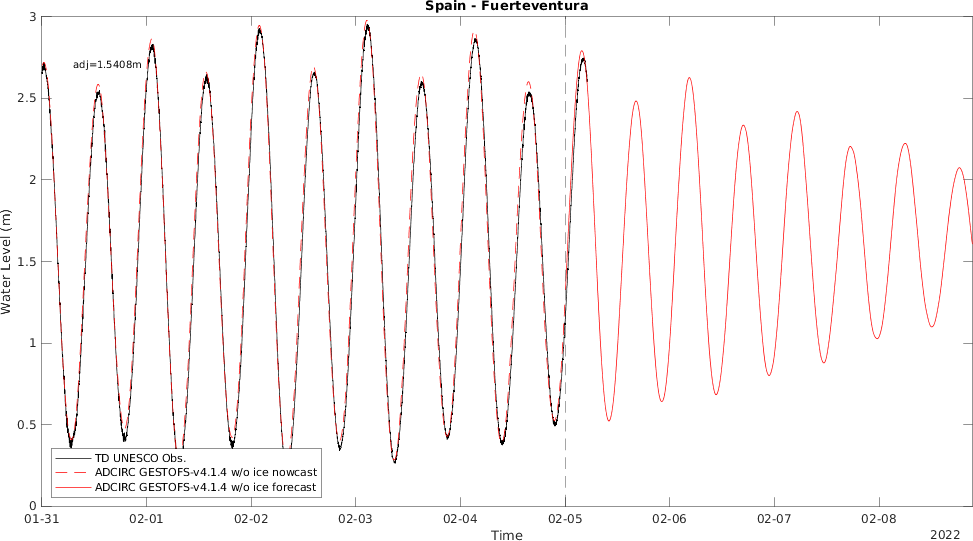 Spain - Fuerteventura
3
adj=1.5408m
2.5
2
1.5
1
0.5
0
Water Level (m)
TD UNESCO Obs.
ADCIRC GESTOFS-v4.1.4 w/o ice nowcast
ADCIRC GESTOFS-v4.1.4 w/o ice forecast
01-31 02-01 02-02 02-03 02-04 02-05 02-06 02-07 02-08
Time
2022